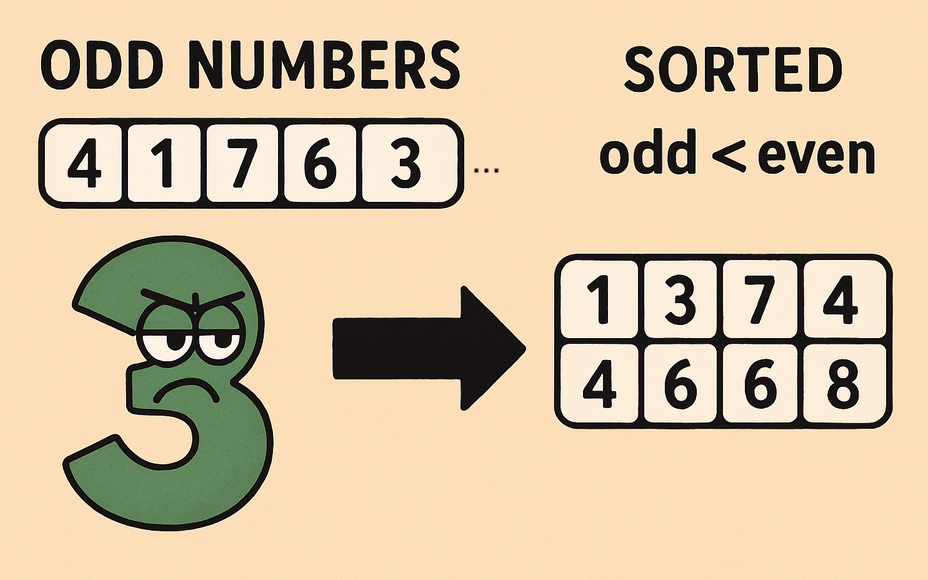 ODD NUMBERS
4 1 7 6 3 ...
SORTED
odd < even
1 3 7 4
4 6 6 8